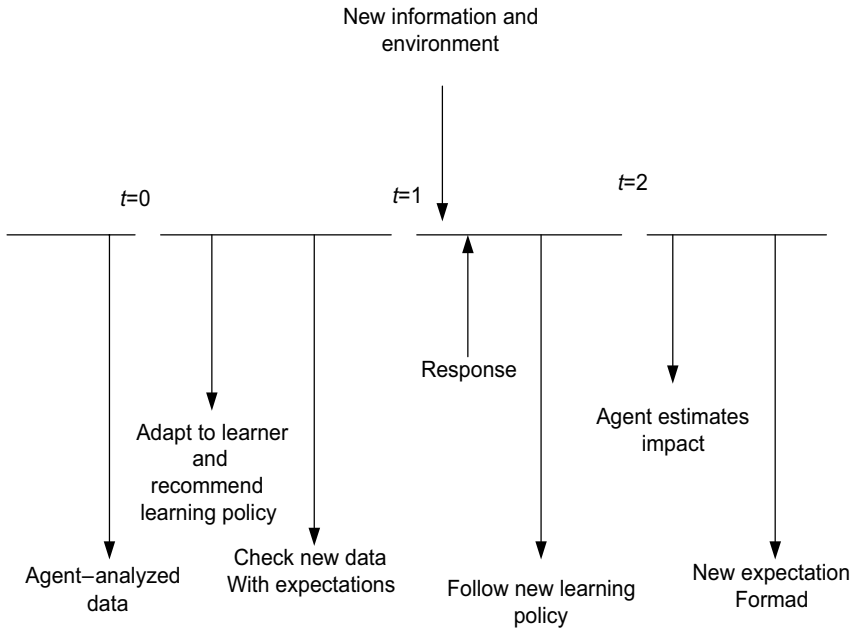 New information and
environment
t=0
t=1
t=2
Response
Adapt to learner
and
recommend
learning policy
Agent estimates
impact
Agent–analyzed
data
Check new data
With expectations
Follow new learning
policy
New expectation
Formad